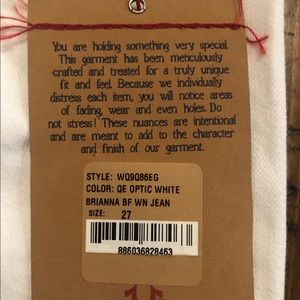 You are holding something very special.
This garment has been meticulously
crafted and treated for a truly unique
fit and feel. Because we individually
distress each item, you will notice areas
of fading, wear and even holes. Do
not stress! These nuances are intentional
and are meant to add to the character
and finish of our garment.
STYLE: WQ9Q86EG
COLOR: QE OPTIC WHITE
BRIANNA BF WN JEAN
SIZE: 27
886036828463